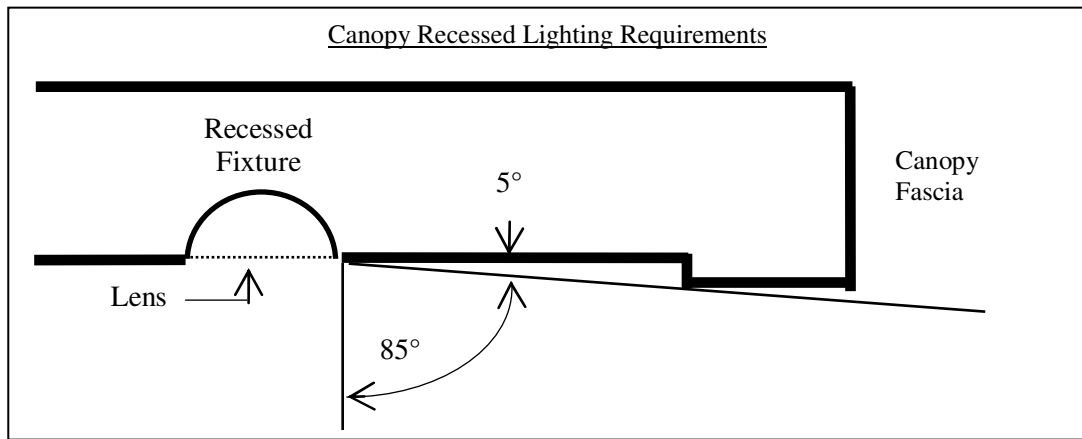 Canopy Recessed Lighting Requirements
Recessed
Fixture
Canopy
Fascia
5°
Lens
85°